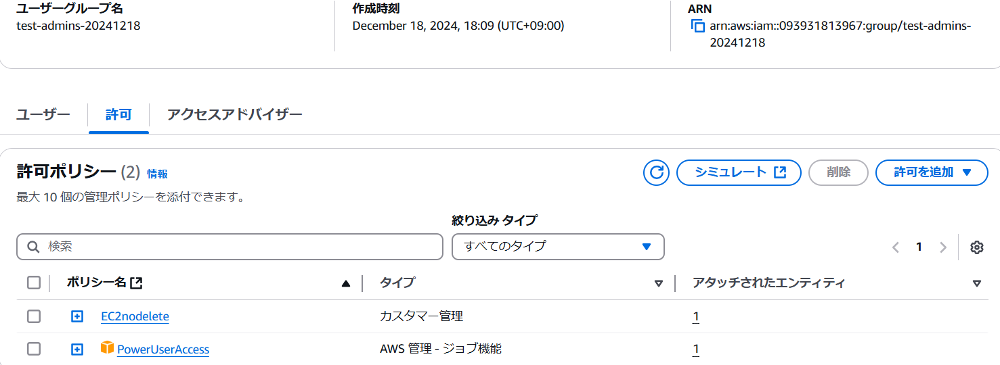 ユーザーグループ名
test-admins-20241218
作成時刻
December 18, 2024, 18:09 (UTC+09:00)
ARN
arn:aws:iam::093931813967:group/test-admins-
20241218
ユーザー 許可 アクセスアドバイザー
許可ポリシー (2) 情報
シミュレート 削除 許可を追加
最大 10 個の管理ポリシーを添付できます。
絞り込み タイプ
検索 すべてのタイプ 1
ポリシー名 タイプ アタッチされたエンティティ
EC2nodelete カスタマー管理 1
PowerUserAccess AWS 管理 - ジョブ機能 1